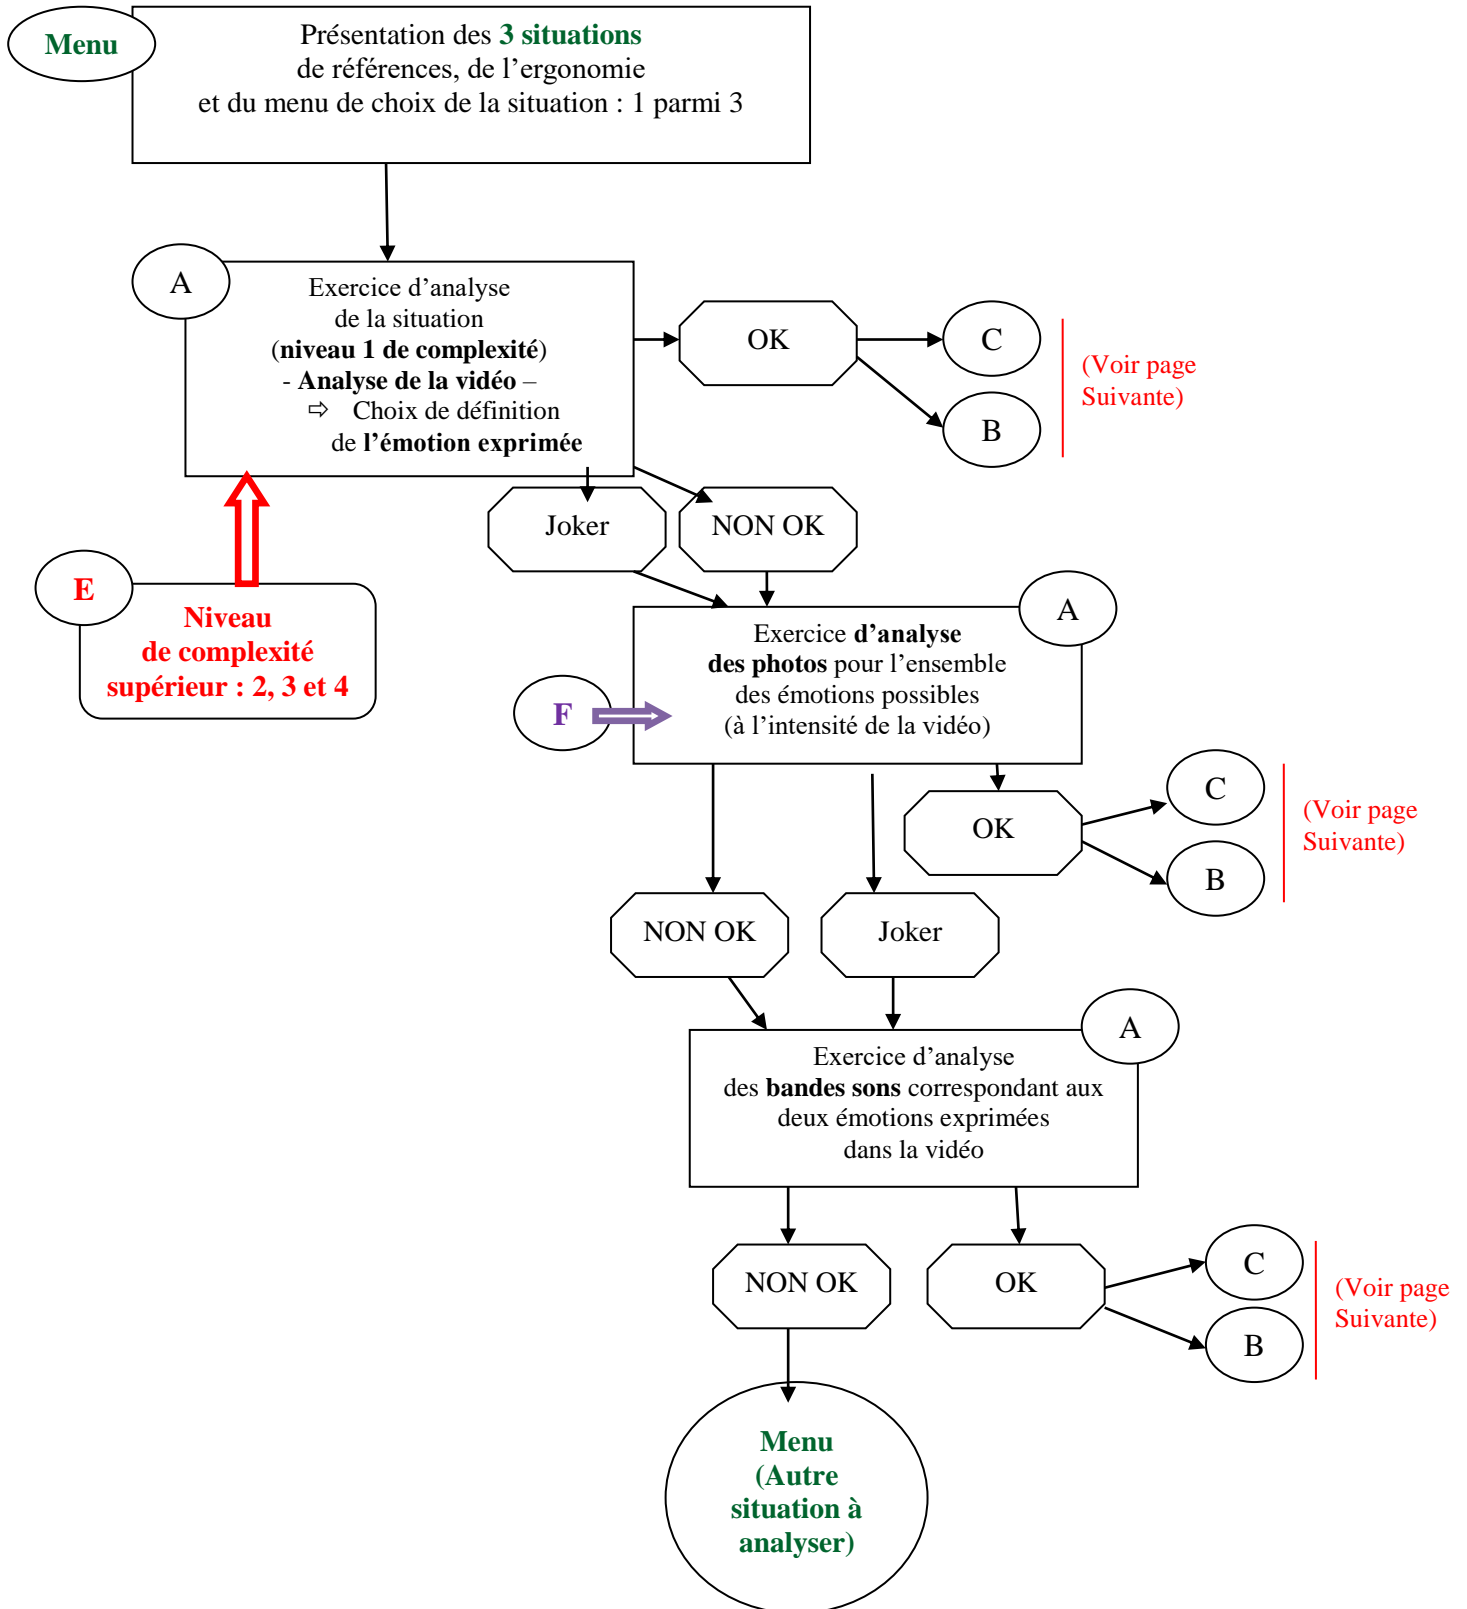 Menu
Présentation des 3 situations
de références, de l’ergonomie
et du menu de choix de la situation : 1 parmi 3
A
Exercice d’analyse
de la situation
(niveau 1 de complexité)
- Analyse de la vidéo –
⇨ Choix de définition
de l’émotion exprimée
OK
C
B
(Voir page
Suivante)
Joker
NON OK
E
Niveau
de complexité
supérieur : 2, 3 et 4
A
Exercice d’analyse
des photos pour l’ensemble
des émotions possibles
(à l’intensité de la vidéo)
F
OK
C
B
(Voir page
Suivante)
NON OK
Joker
A
Exercice d’analyse
des bandes sons correspondant aux
deux émotions exprimées
dans la vidéo
NON OK
OK
C
B
(Voir page
Suivante)
Menu
(Autre
situation à
analyser)